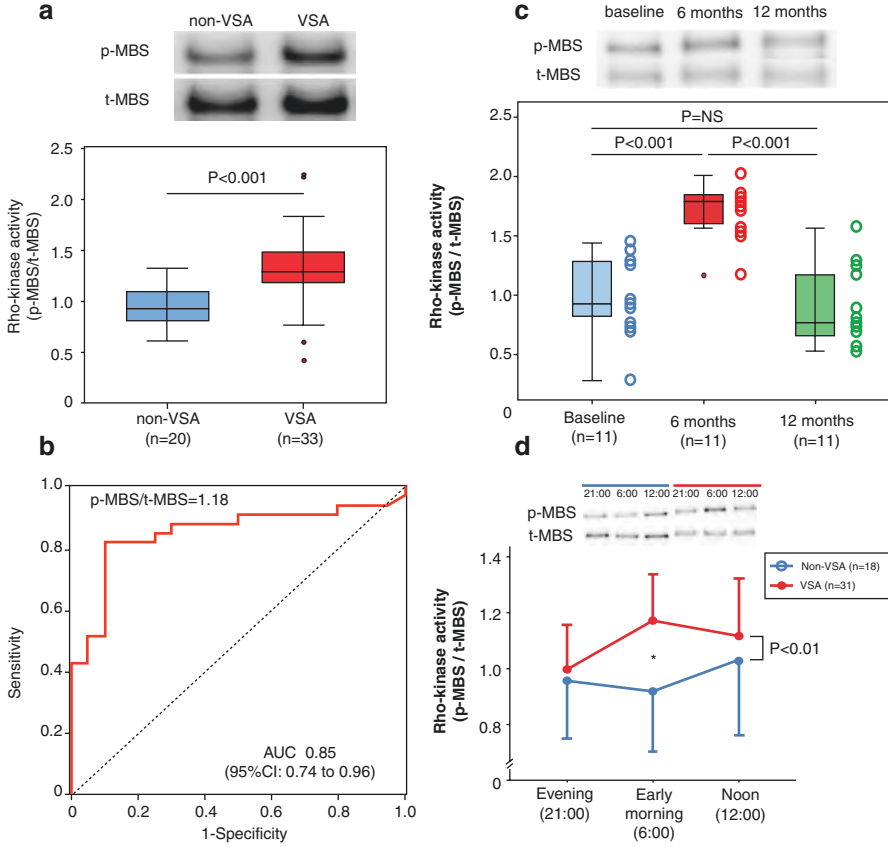 a
non-VSA VSA
p-MBS
t-MBS
2.5
2.0
1.5
1.0
0.5
0
Rho-kinase activity
(p-MBS/t-MBS)
P<0.001
non-VSA VSA
(n=20) (n=33)
b
p-MBS/t-MBS=1.18
1.0
0.8
0.6
0.4
0.2
0
Sensitivity
AUC 0.85
(95%CI: 0.74 to 0.96)
0 0.2 0.4 0.6 0.8 1.0
1-Specificity
c
baseline 6 months 12 months
p-MBS
t-MBS
2.5
2.0
1.5
1.0
0.5
0
Rho-kinase activity
(p-MBS / t-MBS)
P=NS
P<0.001 P<0.001
Baseline 6 months 12 months
(n=11) (n=11) (n=11)
d
21:00 6:00 12:00 21:00 6:00 12:00
p-MBS
t-MBS
1.4
1.2
1.0
0.8
0
Rho-kinase activity
(p-MBS / t-MBS)
Non-VSA (n=18)
VSA (n=31)
P<0.01
*
Evening Early Noon
(21:00) morning (12:00)
(6:00)